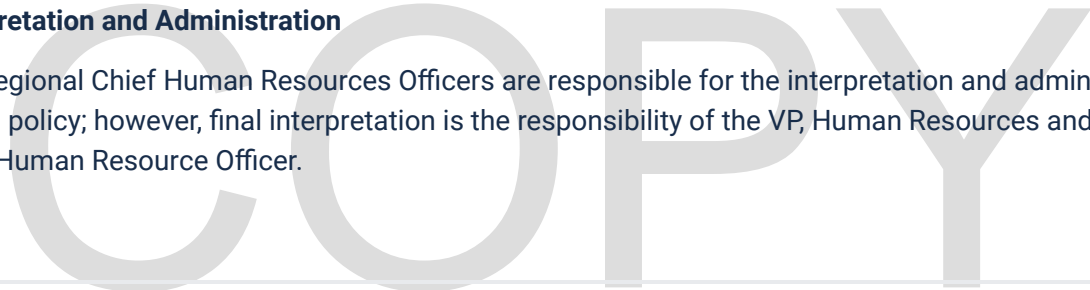 retation and Administration
egional Chief Human Resources Officers are responsible for the interpretation and admin
policy; however, final interpretation is the responsibility of the VP, Human Resources and
Human Resource Officer.
COPY